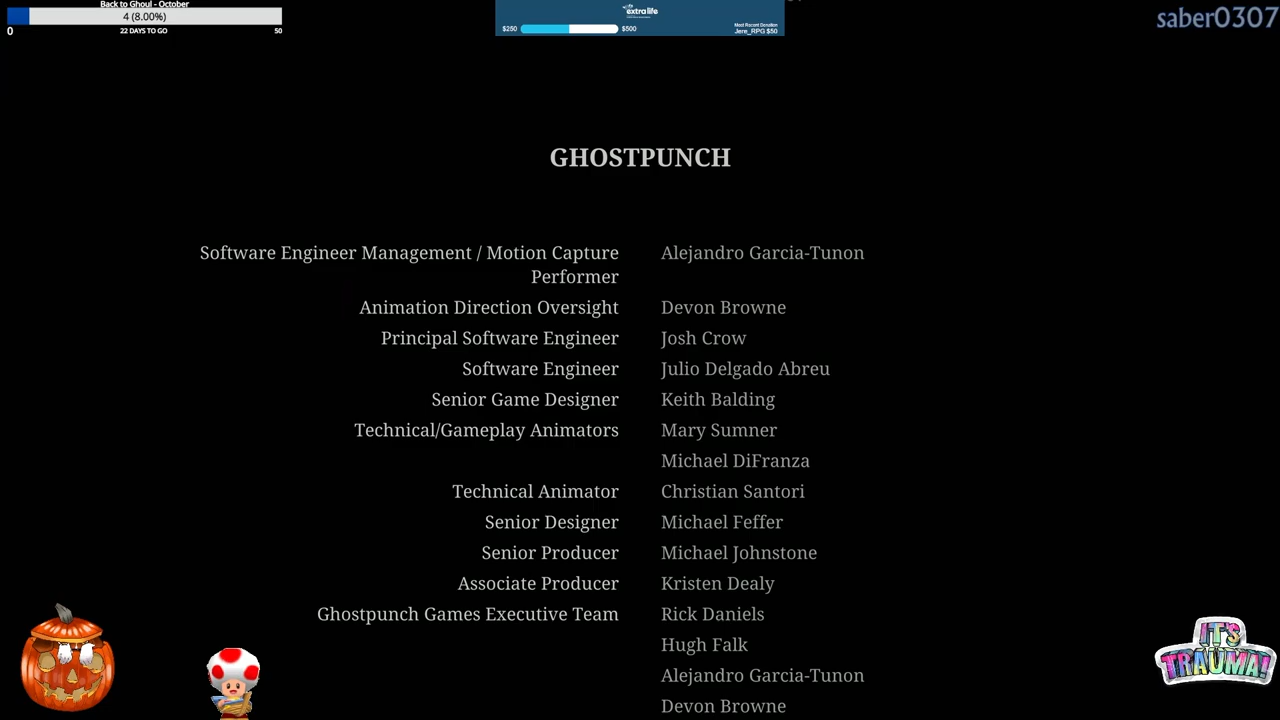 Back to Ghoul - October
4 (8.00%)
0
22 DAYS TO GO
50
extra life
$250
$500
Most Recent Donation
Jere_RPG $50
saber0307
GHOSTPUNCH
Software Engineer Management / Motion Capture Alejandro Garcia-Tunon
Performer
Animation Direction Oversight Devon Browne
Principal Software Engineer Josh Crow
Software Engineer Julio Delgado Abreu
Senior Game Designer Keith Balding
Technical/Gameplay Animators Mary Sumner
Michael DiFranza
Technical Animator Christian Santori
Senior Designer Michael Feffer
Senior Producer Michael Johnstone
Associate Producer Kristen Dealy
Ghostpunch Games Executive Team Rick Daniels
Hugh Falk
Alejandro Garcia-Tunon
Devon Browne
IT'S
TRAUMA!